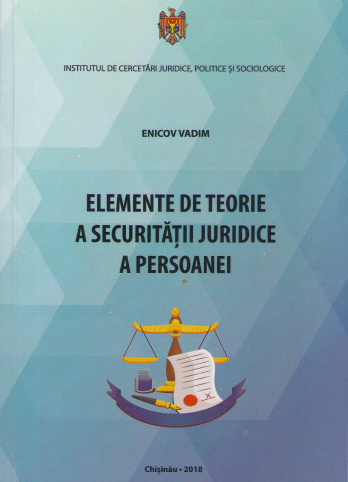 INSTITUTUL DE CERCETĂRI JURIDICE, POLITICE ȘI SOCIOLOGICE
ENICOV VADIM
ELEMENTE DE TEORIE
A SECURITĂȚII JURIDICE
A PERSOANEI
Chișinău • 2018